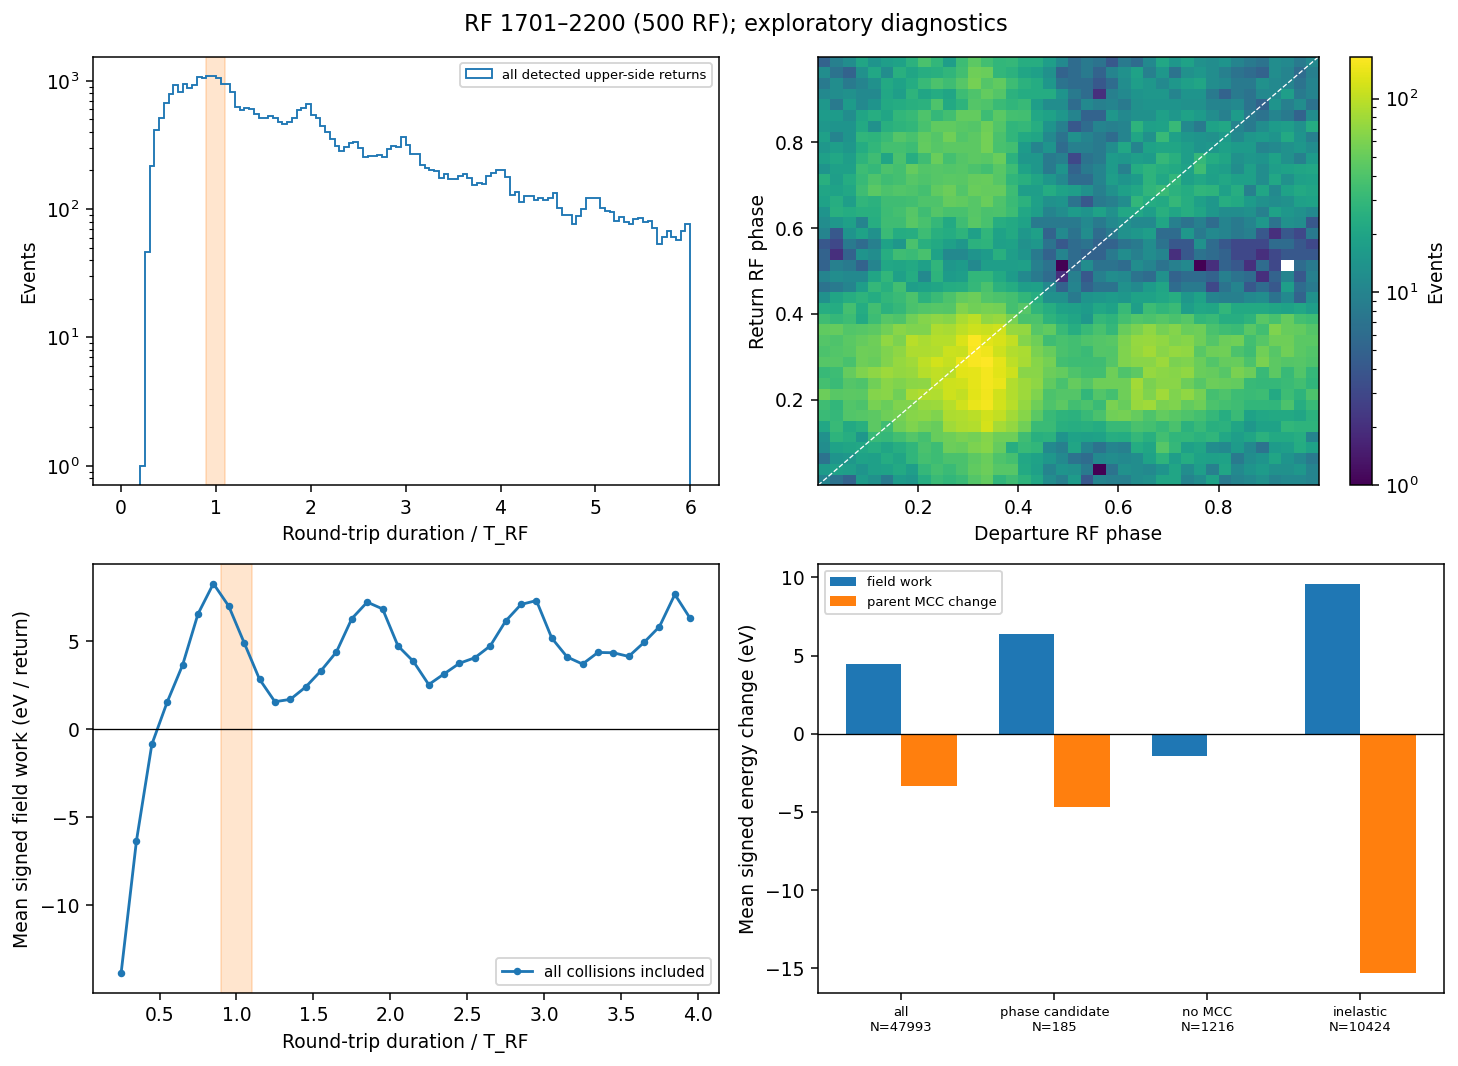 RF 1701–2200 (500 RF); exploratory diagnostics
all detected upper-side returns
Events
10³
10²
10¹
10⁰
0 1 2 3 4 5 6
Round-trip duration / T_RF
Return RF phase
0.8
0.6
0.4
0.2
0.2 0.4 0.6 0.8
Departure RF phase
10²
10¹
10⁰
Events
Mean signed field work (eV / return)
5
0
−5
−10
all collisions included
0.5 1.0 1.5 2.0 2.5 3.0 3.5 4.0
Round-trip duration / T_RF
Mean signed energy change (eV)
10
5
0
−5
−10
−15
field work
parent MCC change
all
N=47993
phase candidate
N=185
no MCC
N=1216
inelastic
N=10424